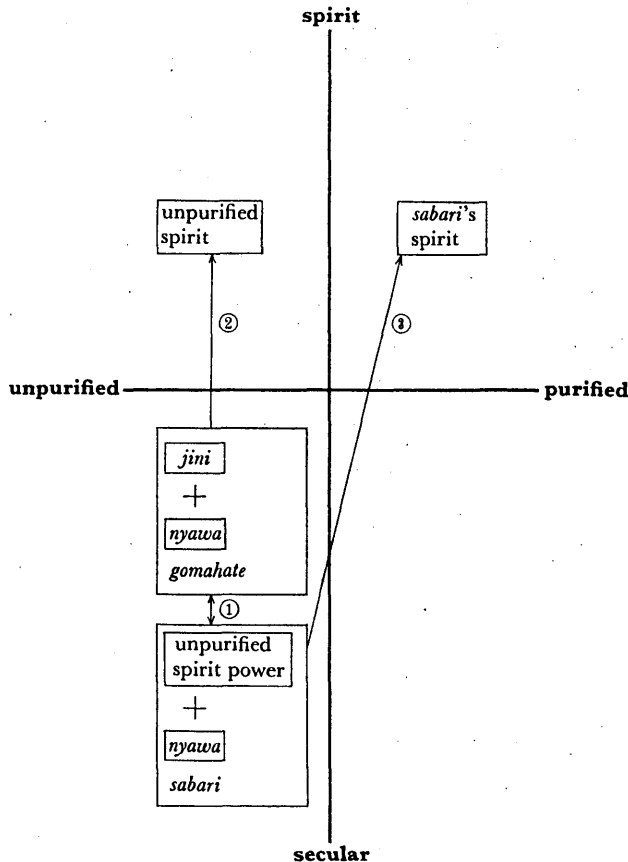 spirit
unpurified
spirit
sabari's
spirit
②
③
unpurified
purified
jini
+
nyawa
gomahate
①
unpurified
spirit power
+
nyawa
sabari
secular